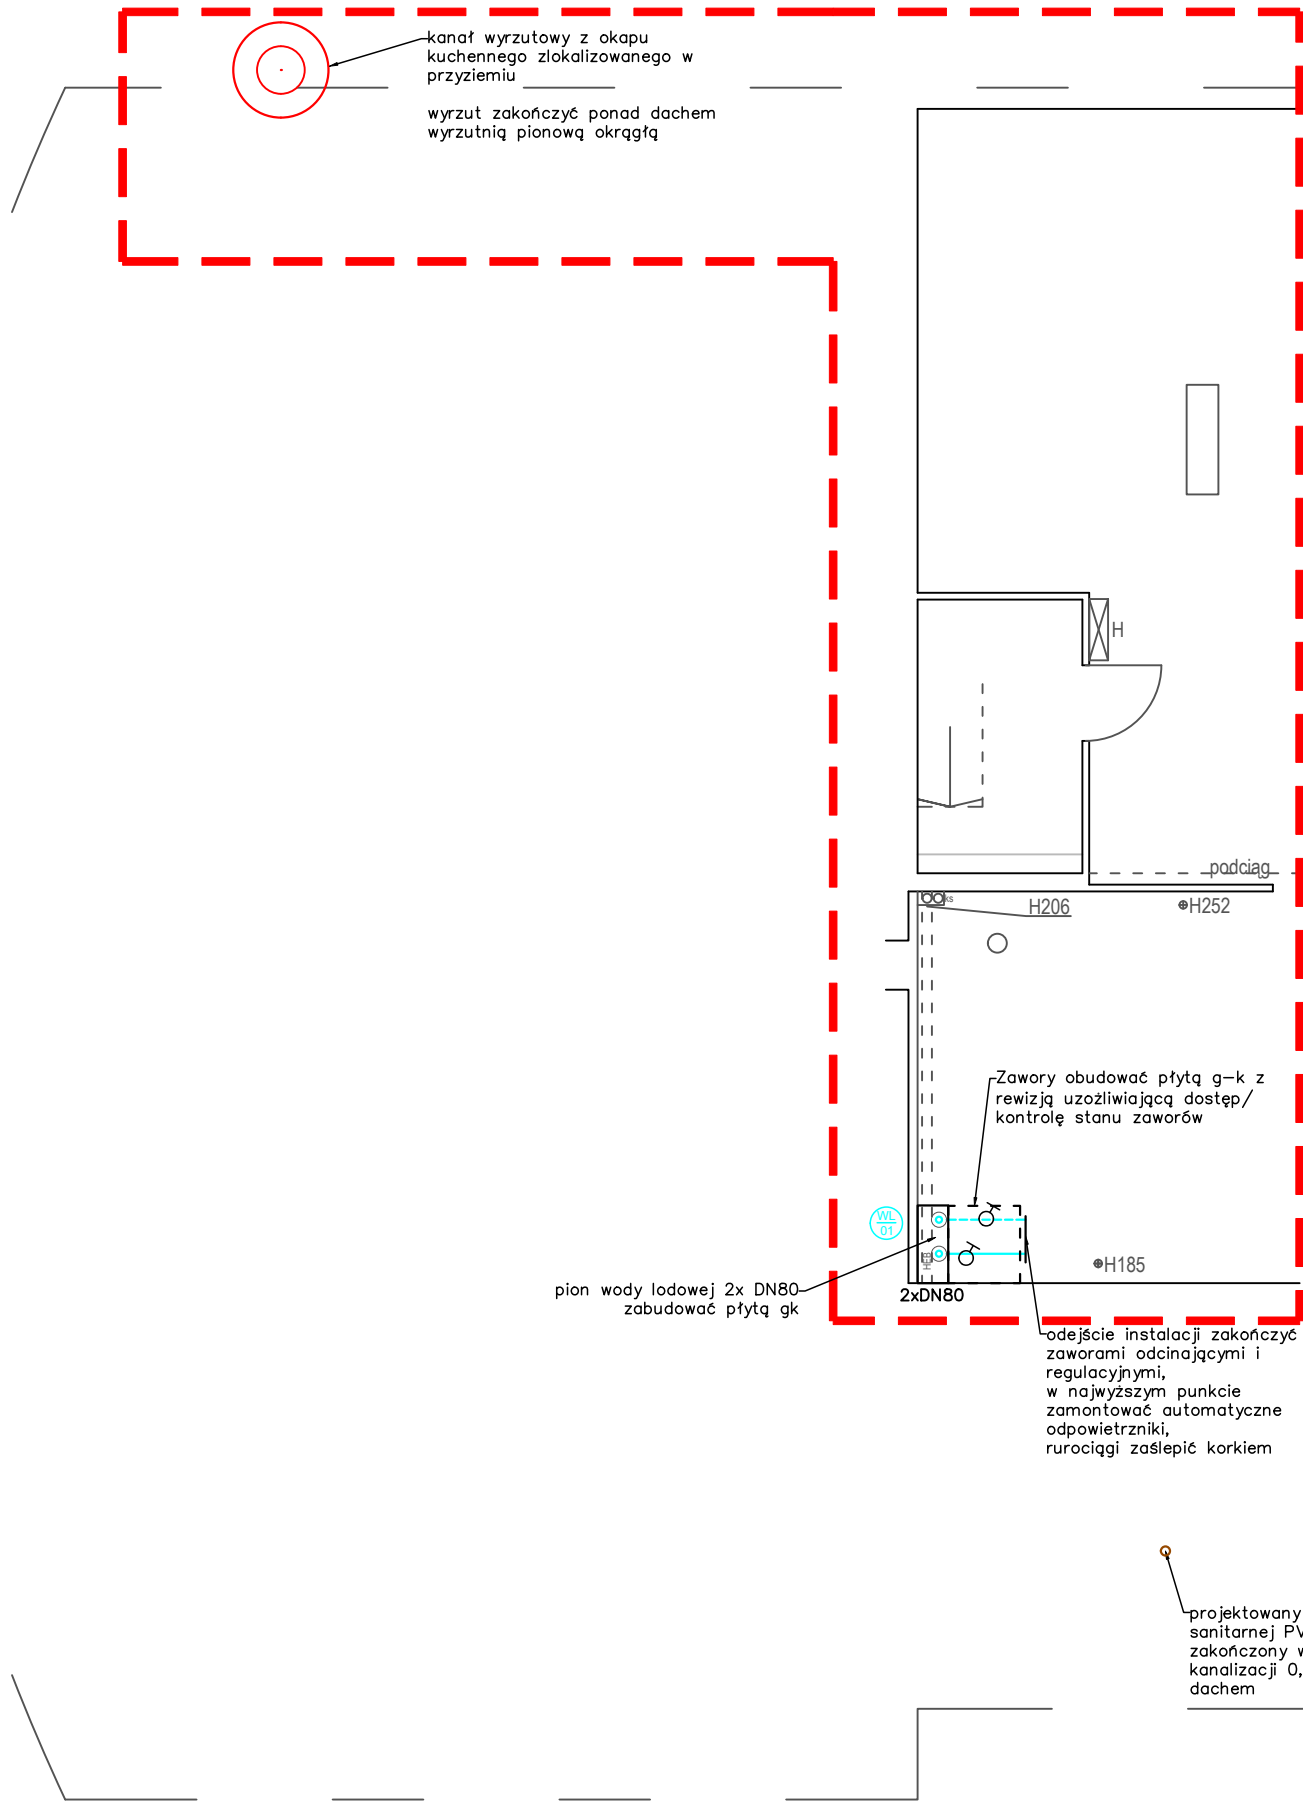 kanał wyrzutowy z okapu
kuchennego zlokalizowanego w
przyziemiu
wyrzut zakończyć ponad dachem
wyrzutnią pionową okrągłą
H
podciąg
ks
H206
H252
Zawory obudować płytą g-k z
rewizją uzożliwiającą dostęp/
kontrolę stanu zaworów
WL
01
HEB
H185
pion wody lodowej 2x DN80
zabudować płytą gk
2xDN80
odejście instalacji zakończyć
zaworami odcinającymi i
regulacyjnymi,
w najwyższym punkcie
zamontować automatyczne
odpowietrzniki,
rurociągi zaślepić korkiem
projektowany
sanitarnej PV
zakończony w
kanalizacji 0,
dachem